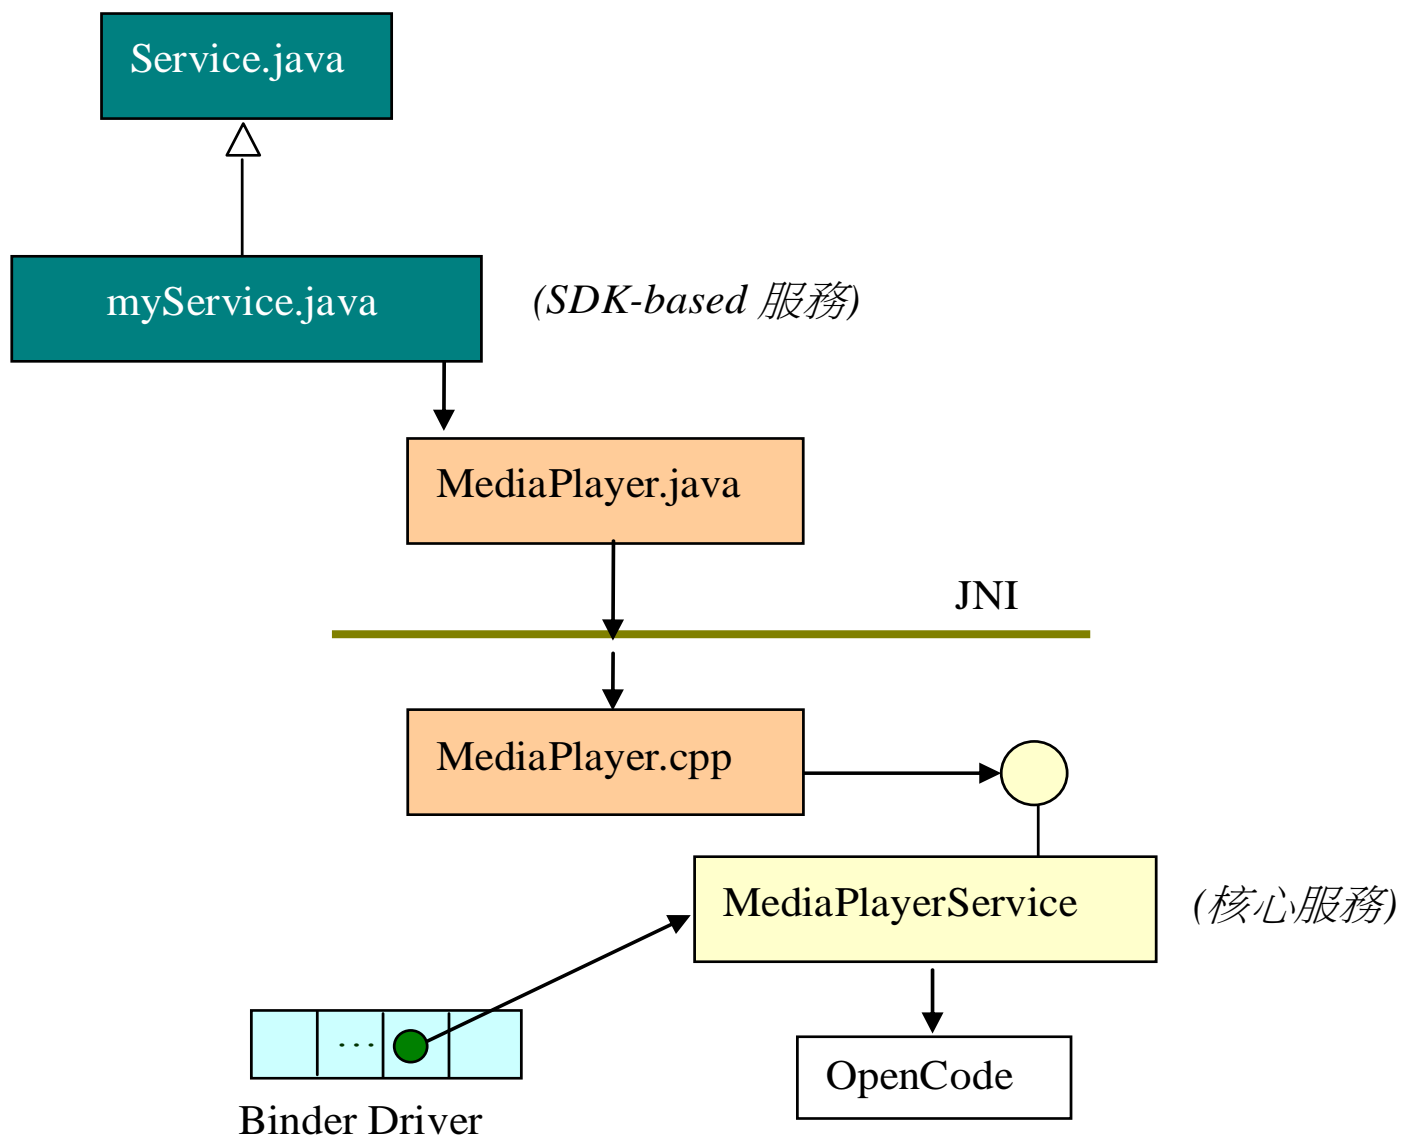 Service.java
myService.java
(SDK-based 服務)
MediaPlayer.java
JNI
MediaPlayer.cpp
MediaPlayerService
(核心服務)
...
OpenCode
Binder Driver